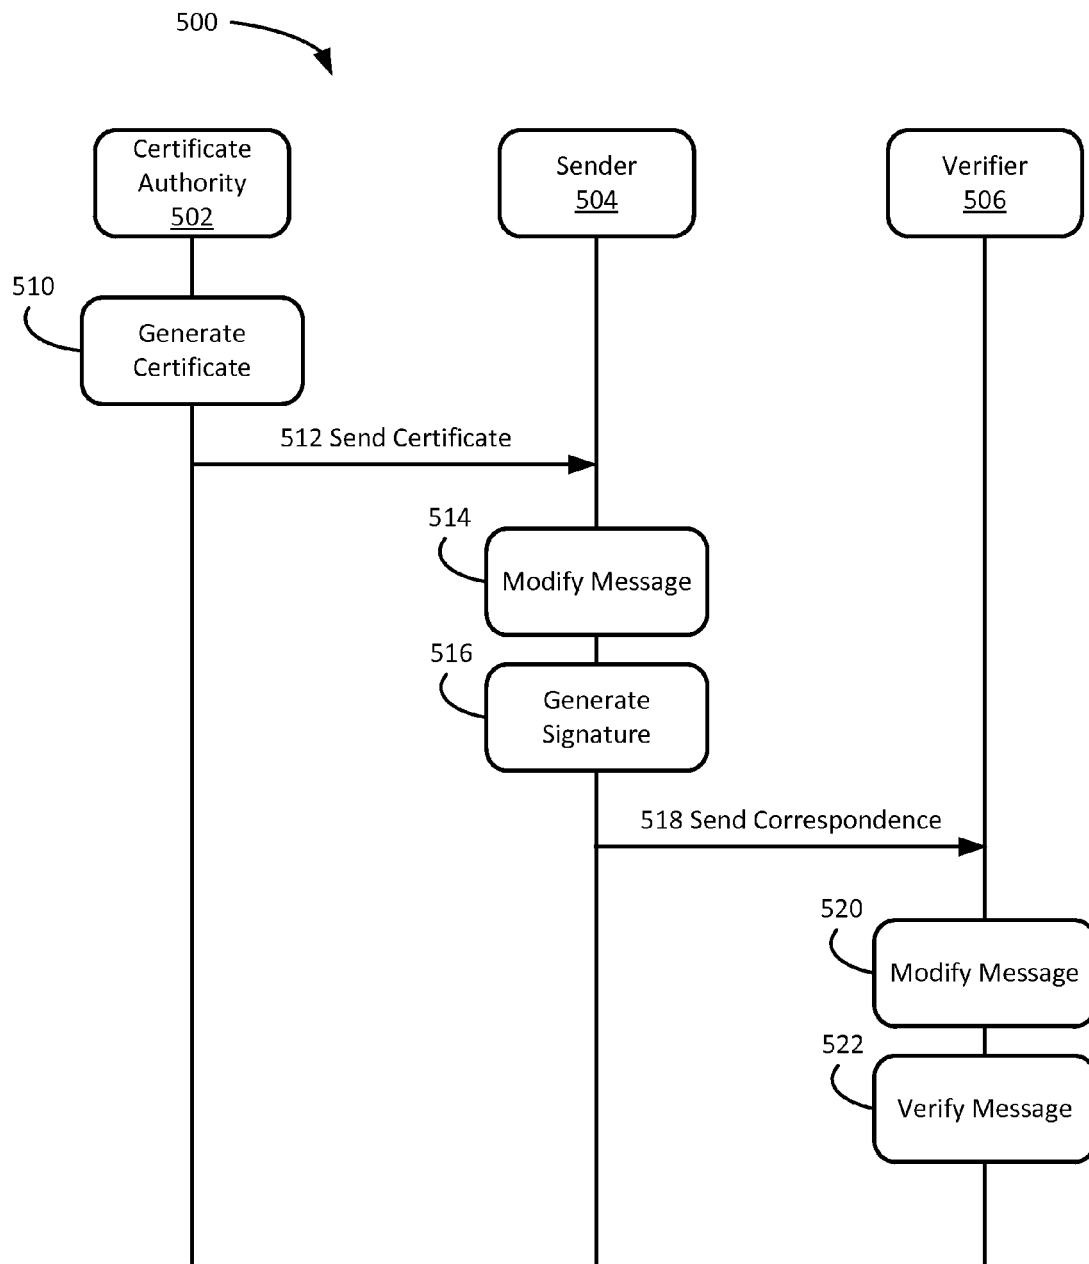 500
Certificate
Authority
502
Sender
504
Verifier
506
510
Generate
Certificate
512 Send Certificate
514
Modify Message
516
Generate
Signature
518 Send Correspondence
520
Modify Message
522
Verify Message